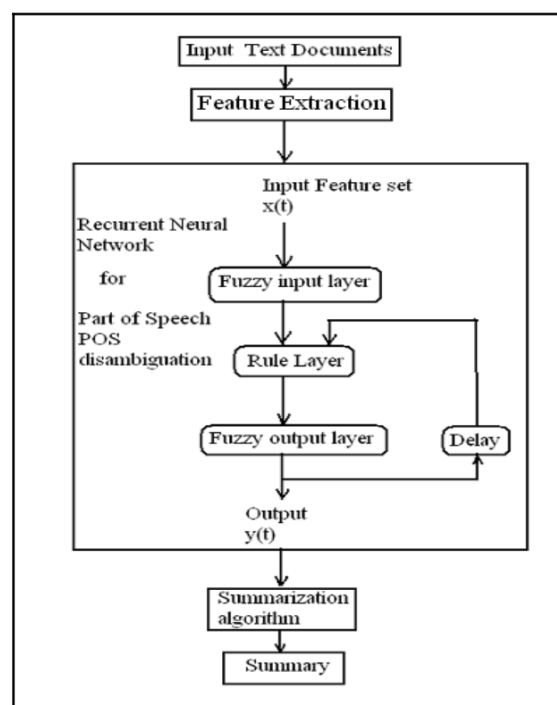 Input Text Documents
Feature Extraction
Input Feature set
x(t)
Recurrent Neural
Network
for
Part of Speech
POS
disambiguation
Fuzzy input layer
Rule Layer
Fuzzy output layer
Delay
Output
y(t)
Summarization
algorithm
Summary